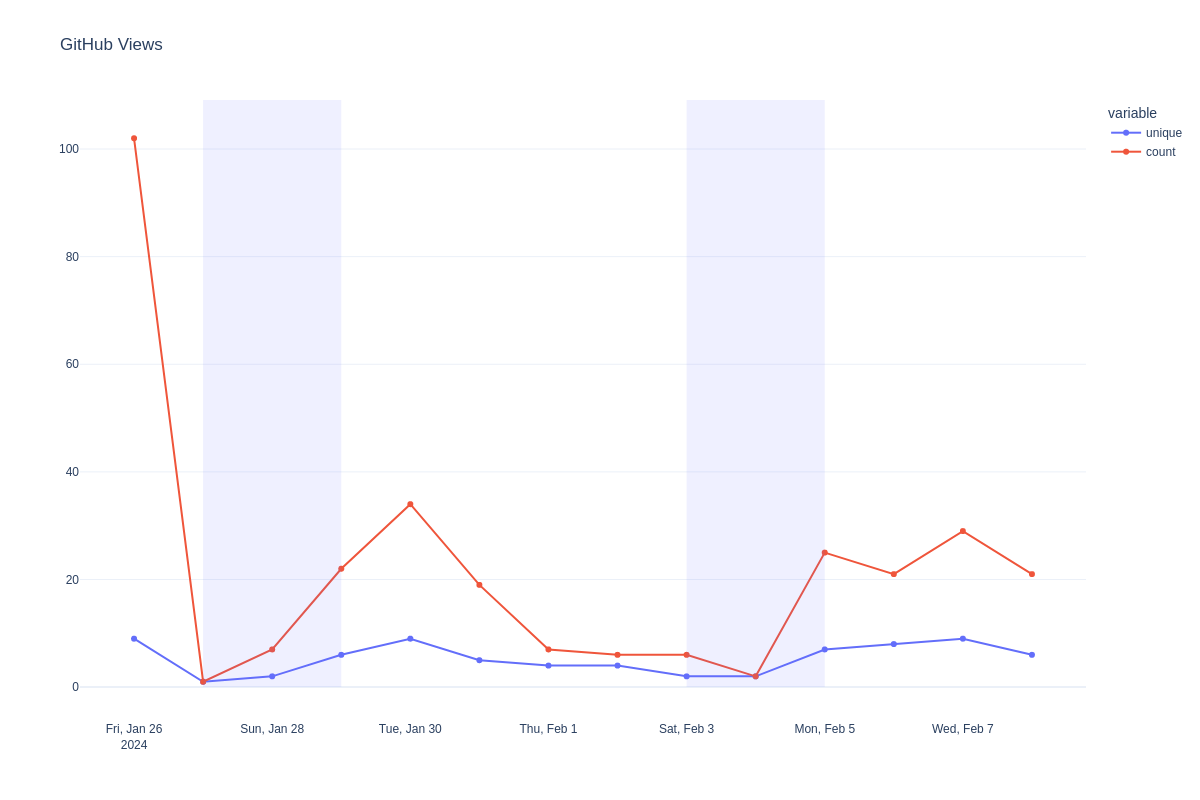 GitHub Views
variable
unique
count
100
80
60
40
20
0
Fri, Jan 26
2024
Sun, Jan 28
Tue, Jan 30
Thu, Feb 1
Sat, Feb 3
Mon, Feb 5
Wed, Feb 7